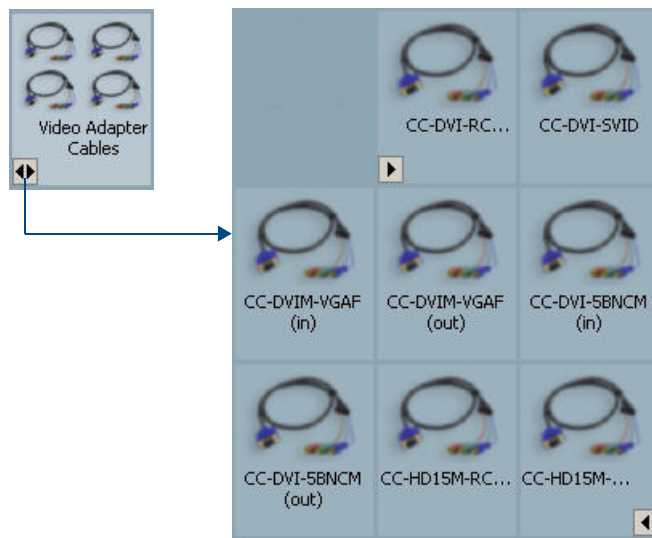 Video Adapter
Cables
CC-DVI-RC...
CC-DVI-SVID
CC-DVIM-VGAF
(in)
CC-DVIM-VGAF
(out)
CC-DVI-5BNCM
(in)
CC-DVI-5BNCM
(out)
CC-HD15M-RC...
CC-HD15M-...